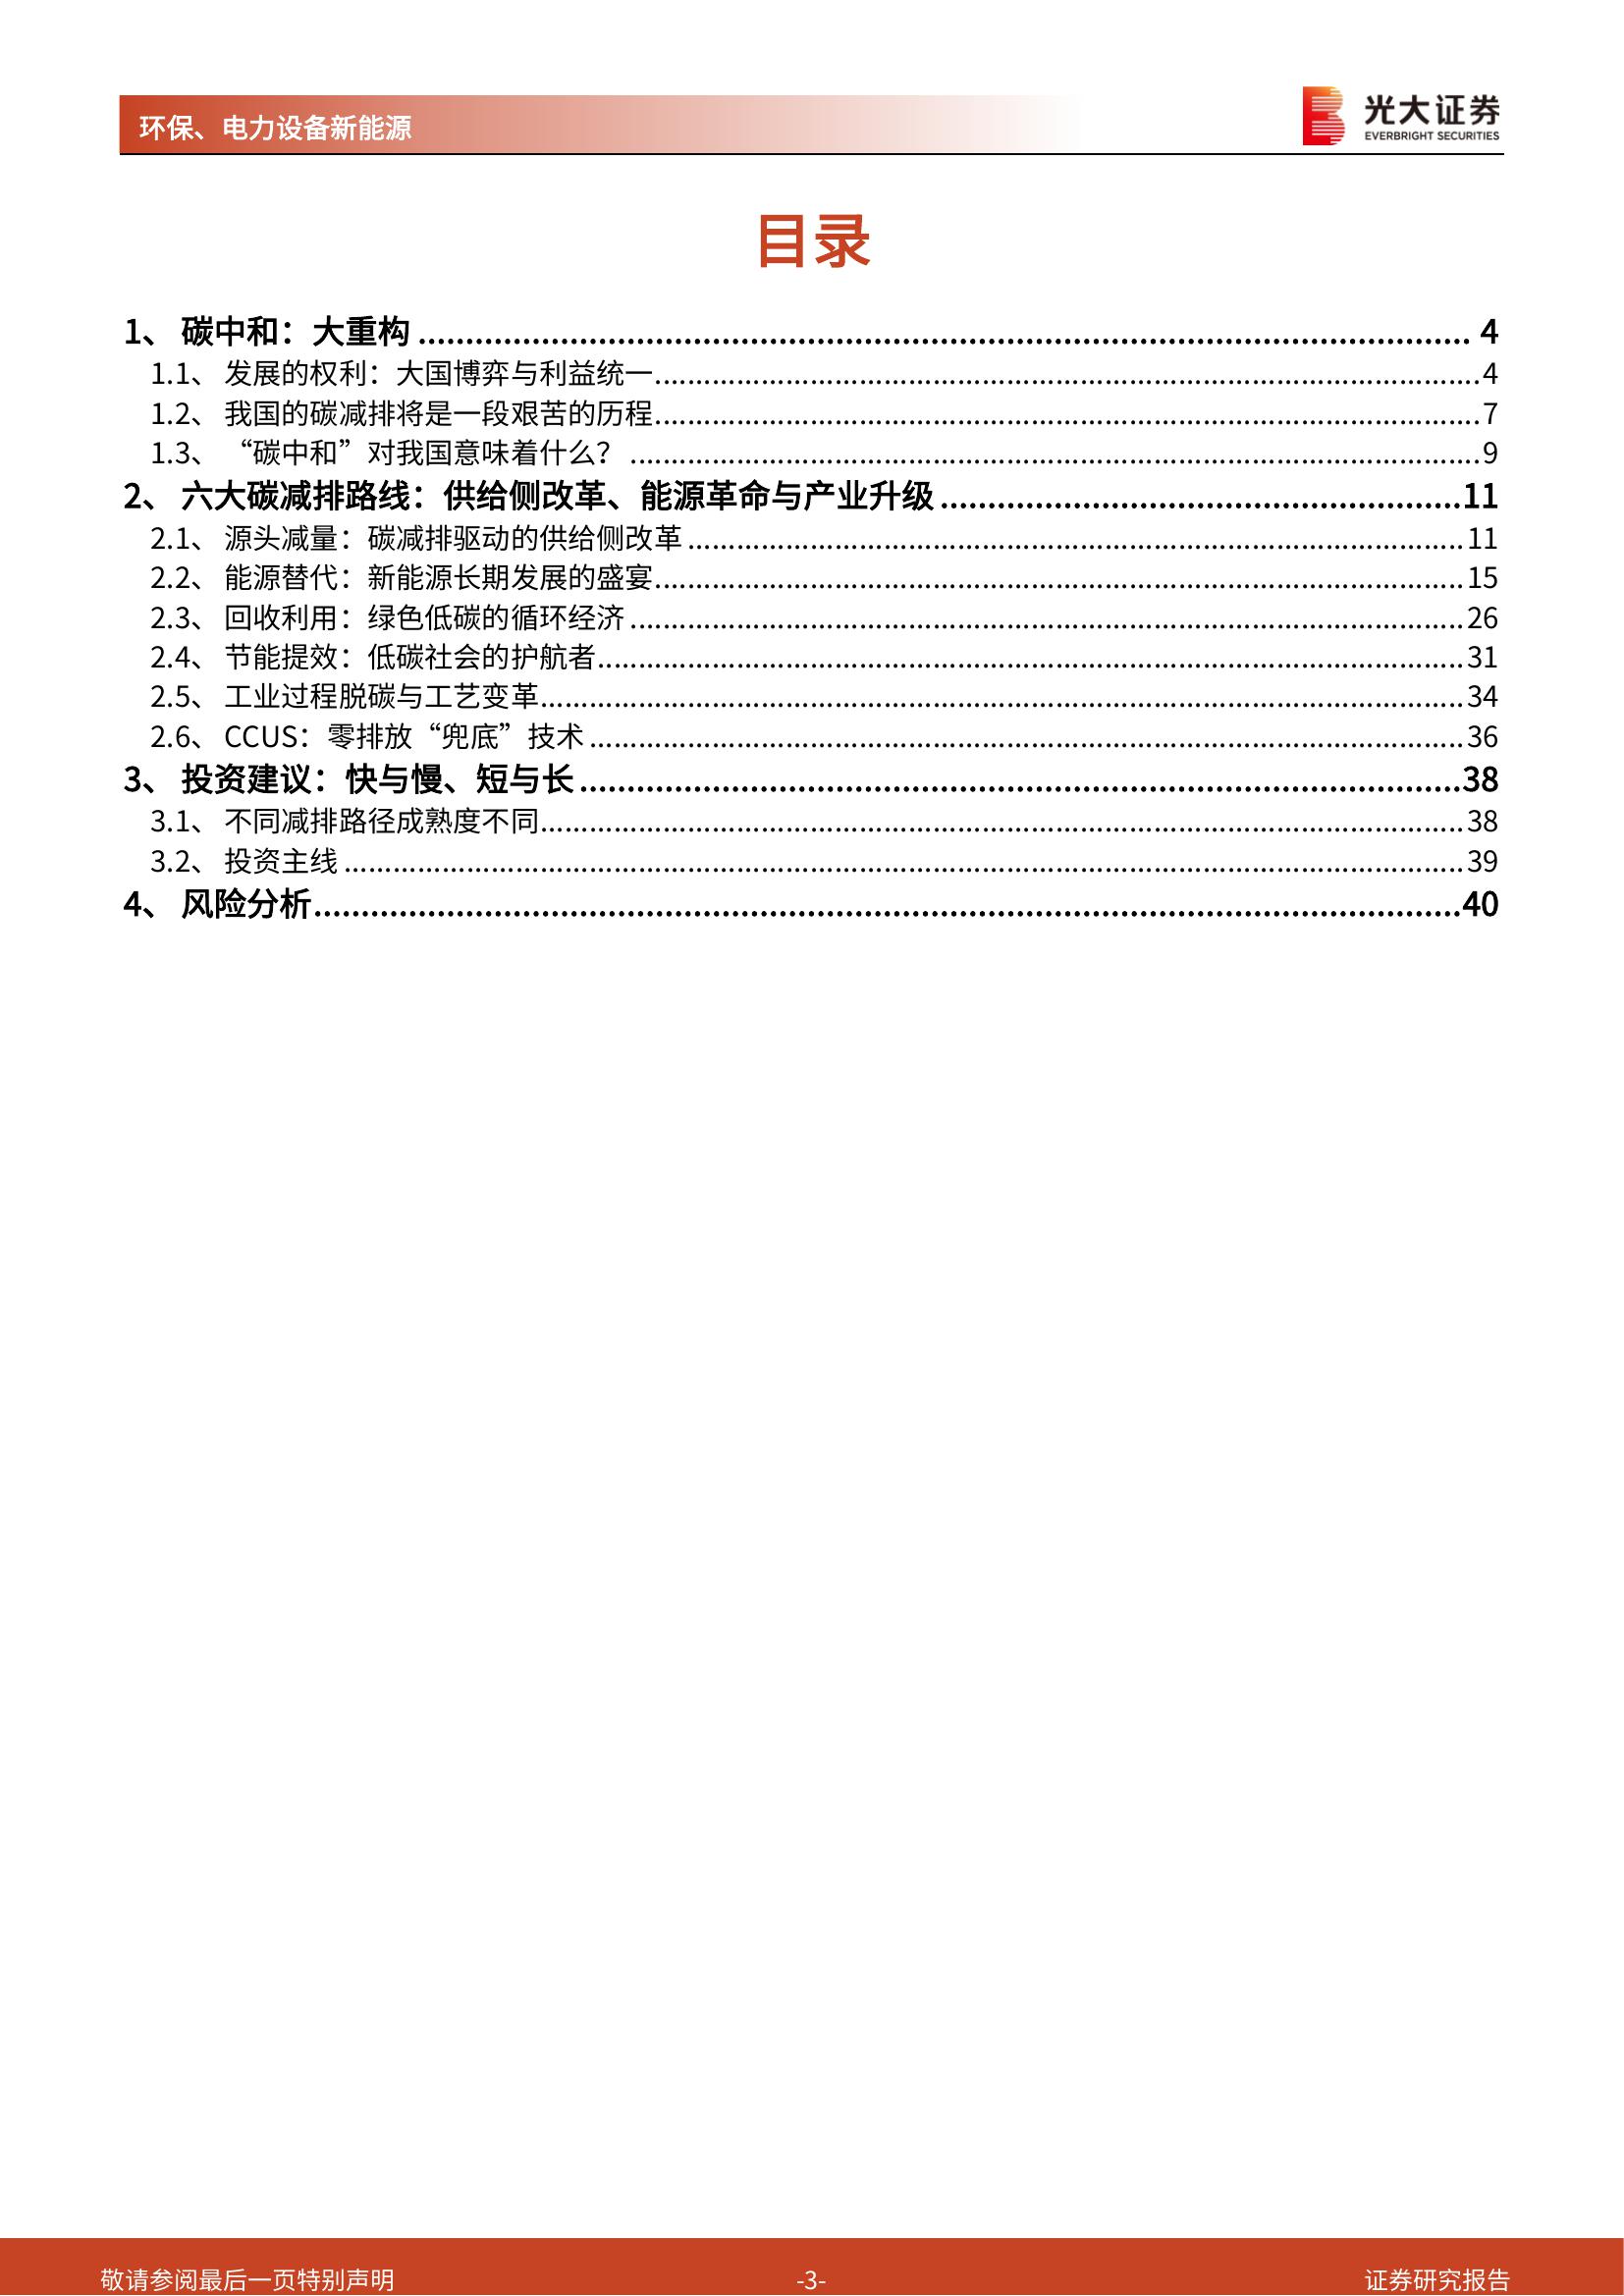 环保、电力设备新能源
光大证券
EVERBRIGHT SECURITIES
目录
1、 碳中和：大重构 ........................................ 4
1.1、 发展的权利：大国博弈与利益统一........................................4
1.2、 我国的碳减排将是一段艰苦的历程........................................7
1.3、 “碳中和”对我国意味着什么？ ........................................9
2、 六大碳减排路线：供给侧改革、能源革命与产业升级 ........................................11
2.1、 源头减量：碳减排驱动的供给侧改革 ........................................11
2.2、 能源替代：新能源长期发展的盛宴........................................15
2.3、 回收利用：绿色低碳的循环经济 ........................................26
2.4、 节能提效：低碳社会的护航者........................................31
2.5、 工业过程脱碳与工艺变革........................................34
2.6、 CCUS：零排放“兜底”技术 ........................................36
3、 投资建议：快与慢、短与长 ........................................38
3.1、 不同减排路径成熟度不同........................................38
3.2、 投资主线 ........................................39
4、 风险分析........................................40
敬请参阅最后一页特别声明
-3-
证券研究报告